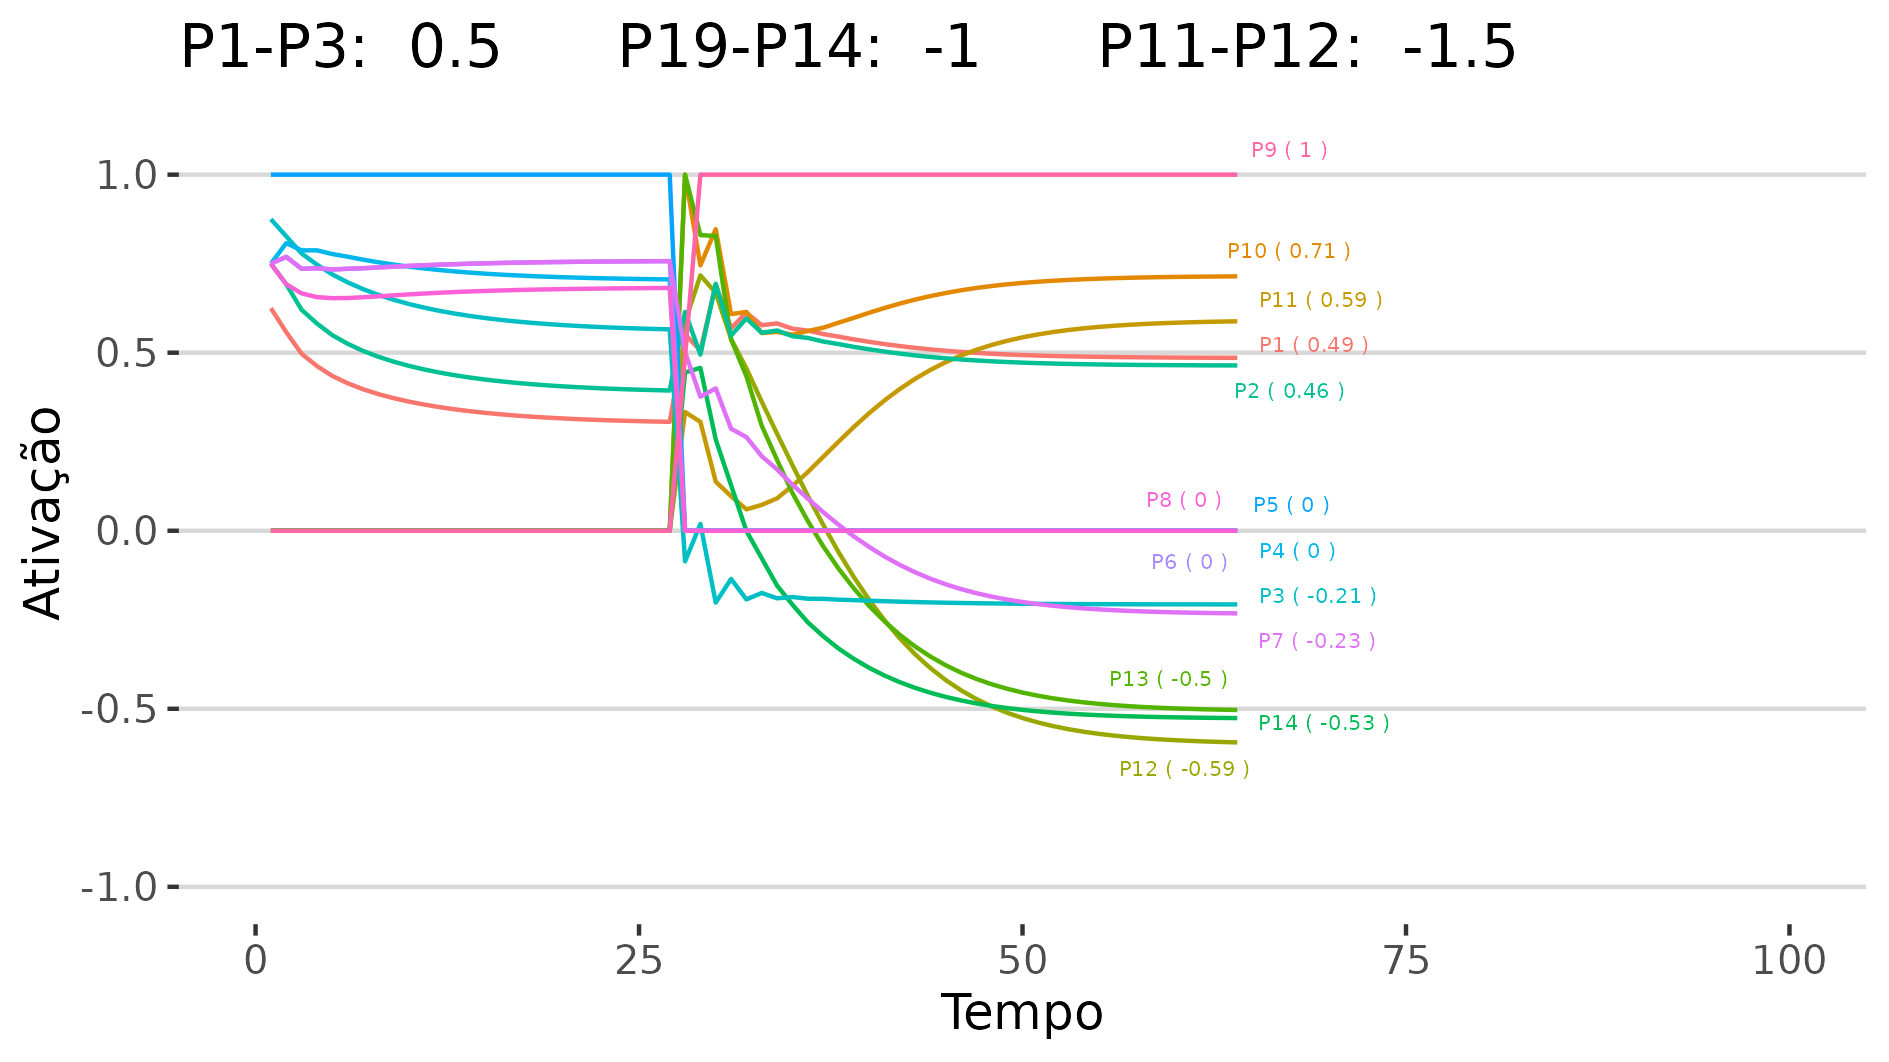 P1-P3: 0.5 P19-P14: -1 P11-P12: -1.5
P9 ( 1 )
1.0
P10 ( 0.71 )
P11 ( 0.59 )
P1 ( 0.49 )
0.5
P2 ( 0.46 )
P8 ( 0 ) P5 ( 0 )
0.0
P4 ( 0 )
P6 ( 0 )
P3 ( -0.21 )
P7 ( -0.23 )
P13 ( -0.5 )
-0.5
P14 ( -0.53 )
P12 ( -0.59 )
-1.0
Ativação
0 25 50 75 100
Tempo